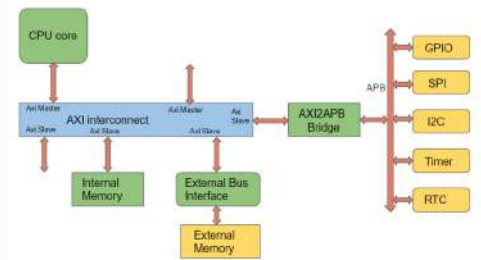 CPU core
GPIO
APB
SPI
Axi Master
Axi Master
Axi
Slave
AXI interconnect
Axi Slave
Axi Slave
Axi Slave
AXI2APB
Bridge
I2C
Timer
Internal
Memory
External Bus
Interface
RTC
External
Memory